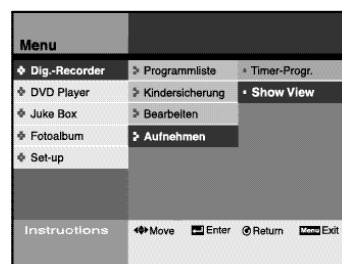 Menu
Dig.-Recorder
DVD Player
Juke Box
Fotoalbum
Set-up
Programmliste
Kindersicherung
Bearbeiten
Aufnehmen
Timer-Progr.
Show View
Instructions Move Enter Return Menu Exit